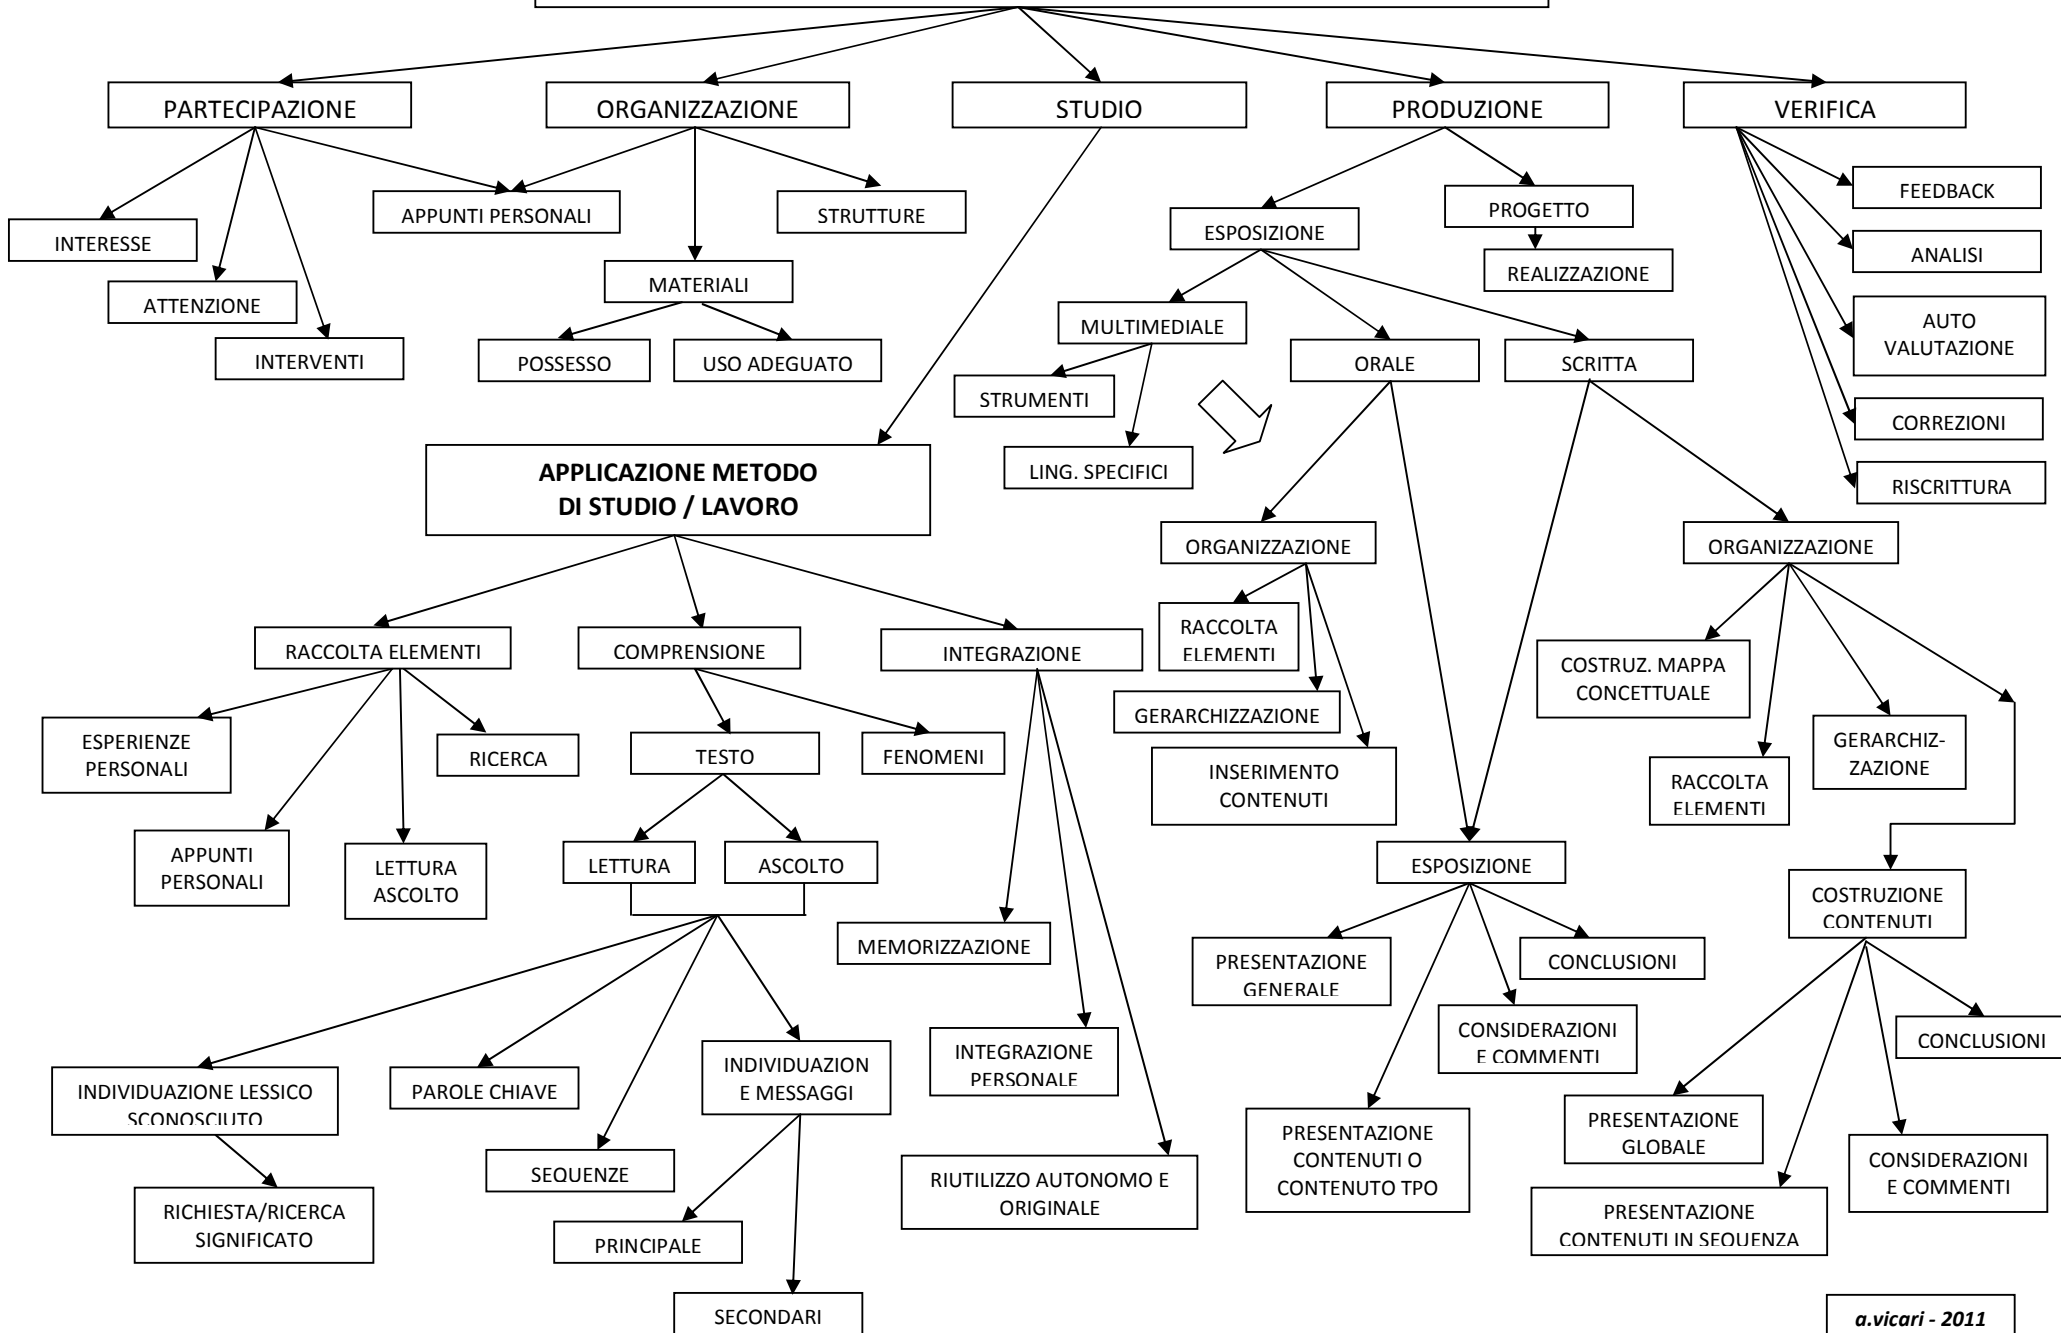 PARTECIPAZIONE
ORGANIZZAZIONE
STUDIO
PRODUZIONE
VERIFICA
FEEDBACK
APPUNTI PERSONALI
STRUTTURE
PROGETTO
INTERESSE
ESPOSIZIONE
ANALISI
REALIZZAZIONE
MATERIALI
ATTENZIONE
MULTIMEDIALE
AUTO
VALUTAZIONE
INTERVENTI
POSSESSO
USO ADEGUATO
ORALE
SCRITTA
STRUMENTI
CORREZIONI
APPLICAZIONE METODO
DI STUDIO / LAVORO
LING. SPECIFICI
RISCRITTURA
ORGANIZZAZIONE
ORGANIZZAZIONE
RACCOLTA ELEMENTI
COMPRENSIONE
INTEGRAZIONE
RACCOLTA
ELEMENTI
COSTRUZ. MAPPA
CONCETTUALE
GERARCHIZZAZIONE
ESPERIENZE
PERSONALI
RICERCA
TESTO
FENOMENI
INSERIMENTO
CONTENUTI
GERARCHIZ-
ZAZIONE
RACCOLTA
ELEMENTI
APPUNTI
PERSONALI
LETTURA
ASCOLTO
LETTURA
ASCOLTO
ESPOSIZIONE
COSTRUZIONE
CONTENUTI
MEMORIZZAZIONE
PRESENTAZIONE
GENERALE
CONCLUSIONI
CONSIDERAZIONI
E COMMENTI
CONCLUSIONI
INDIVIDUAZIONE LESSICO
SCONOSCIUTO
PAROLE CHIAVE
INDIVIDUAZION
E MESSAGGI
INTEGRAZIONE
PERSONALE
PRESENTAZIONE
CONTENUTI O
CONTENUTO TPO
PRESENTAZIONE
GLOBALE
CONSIDERAZIONI
E COMMENTI
SEQUENZE
RIUTILIZZO AUTONOMO E
ORIGINALE
RICHIESTA/RICERCA
SIGNIFICATO
PRINCIPALE
PRESENTAZIONE
CONTENUTI IN SEQUENZA
SECONDARI
a.vicari - 2011